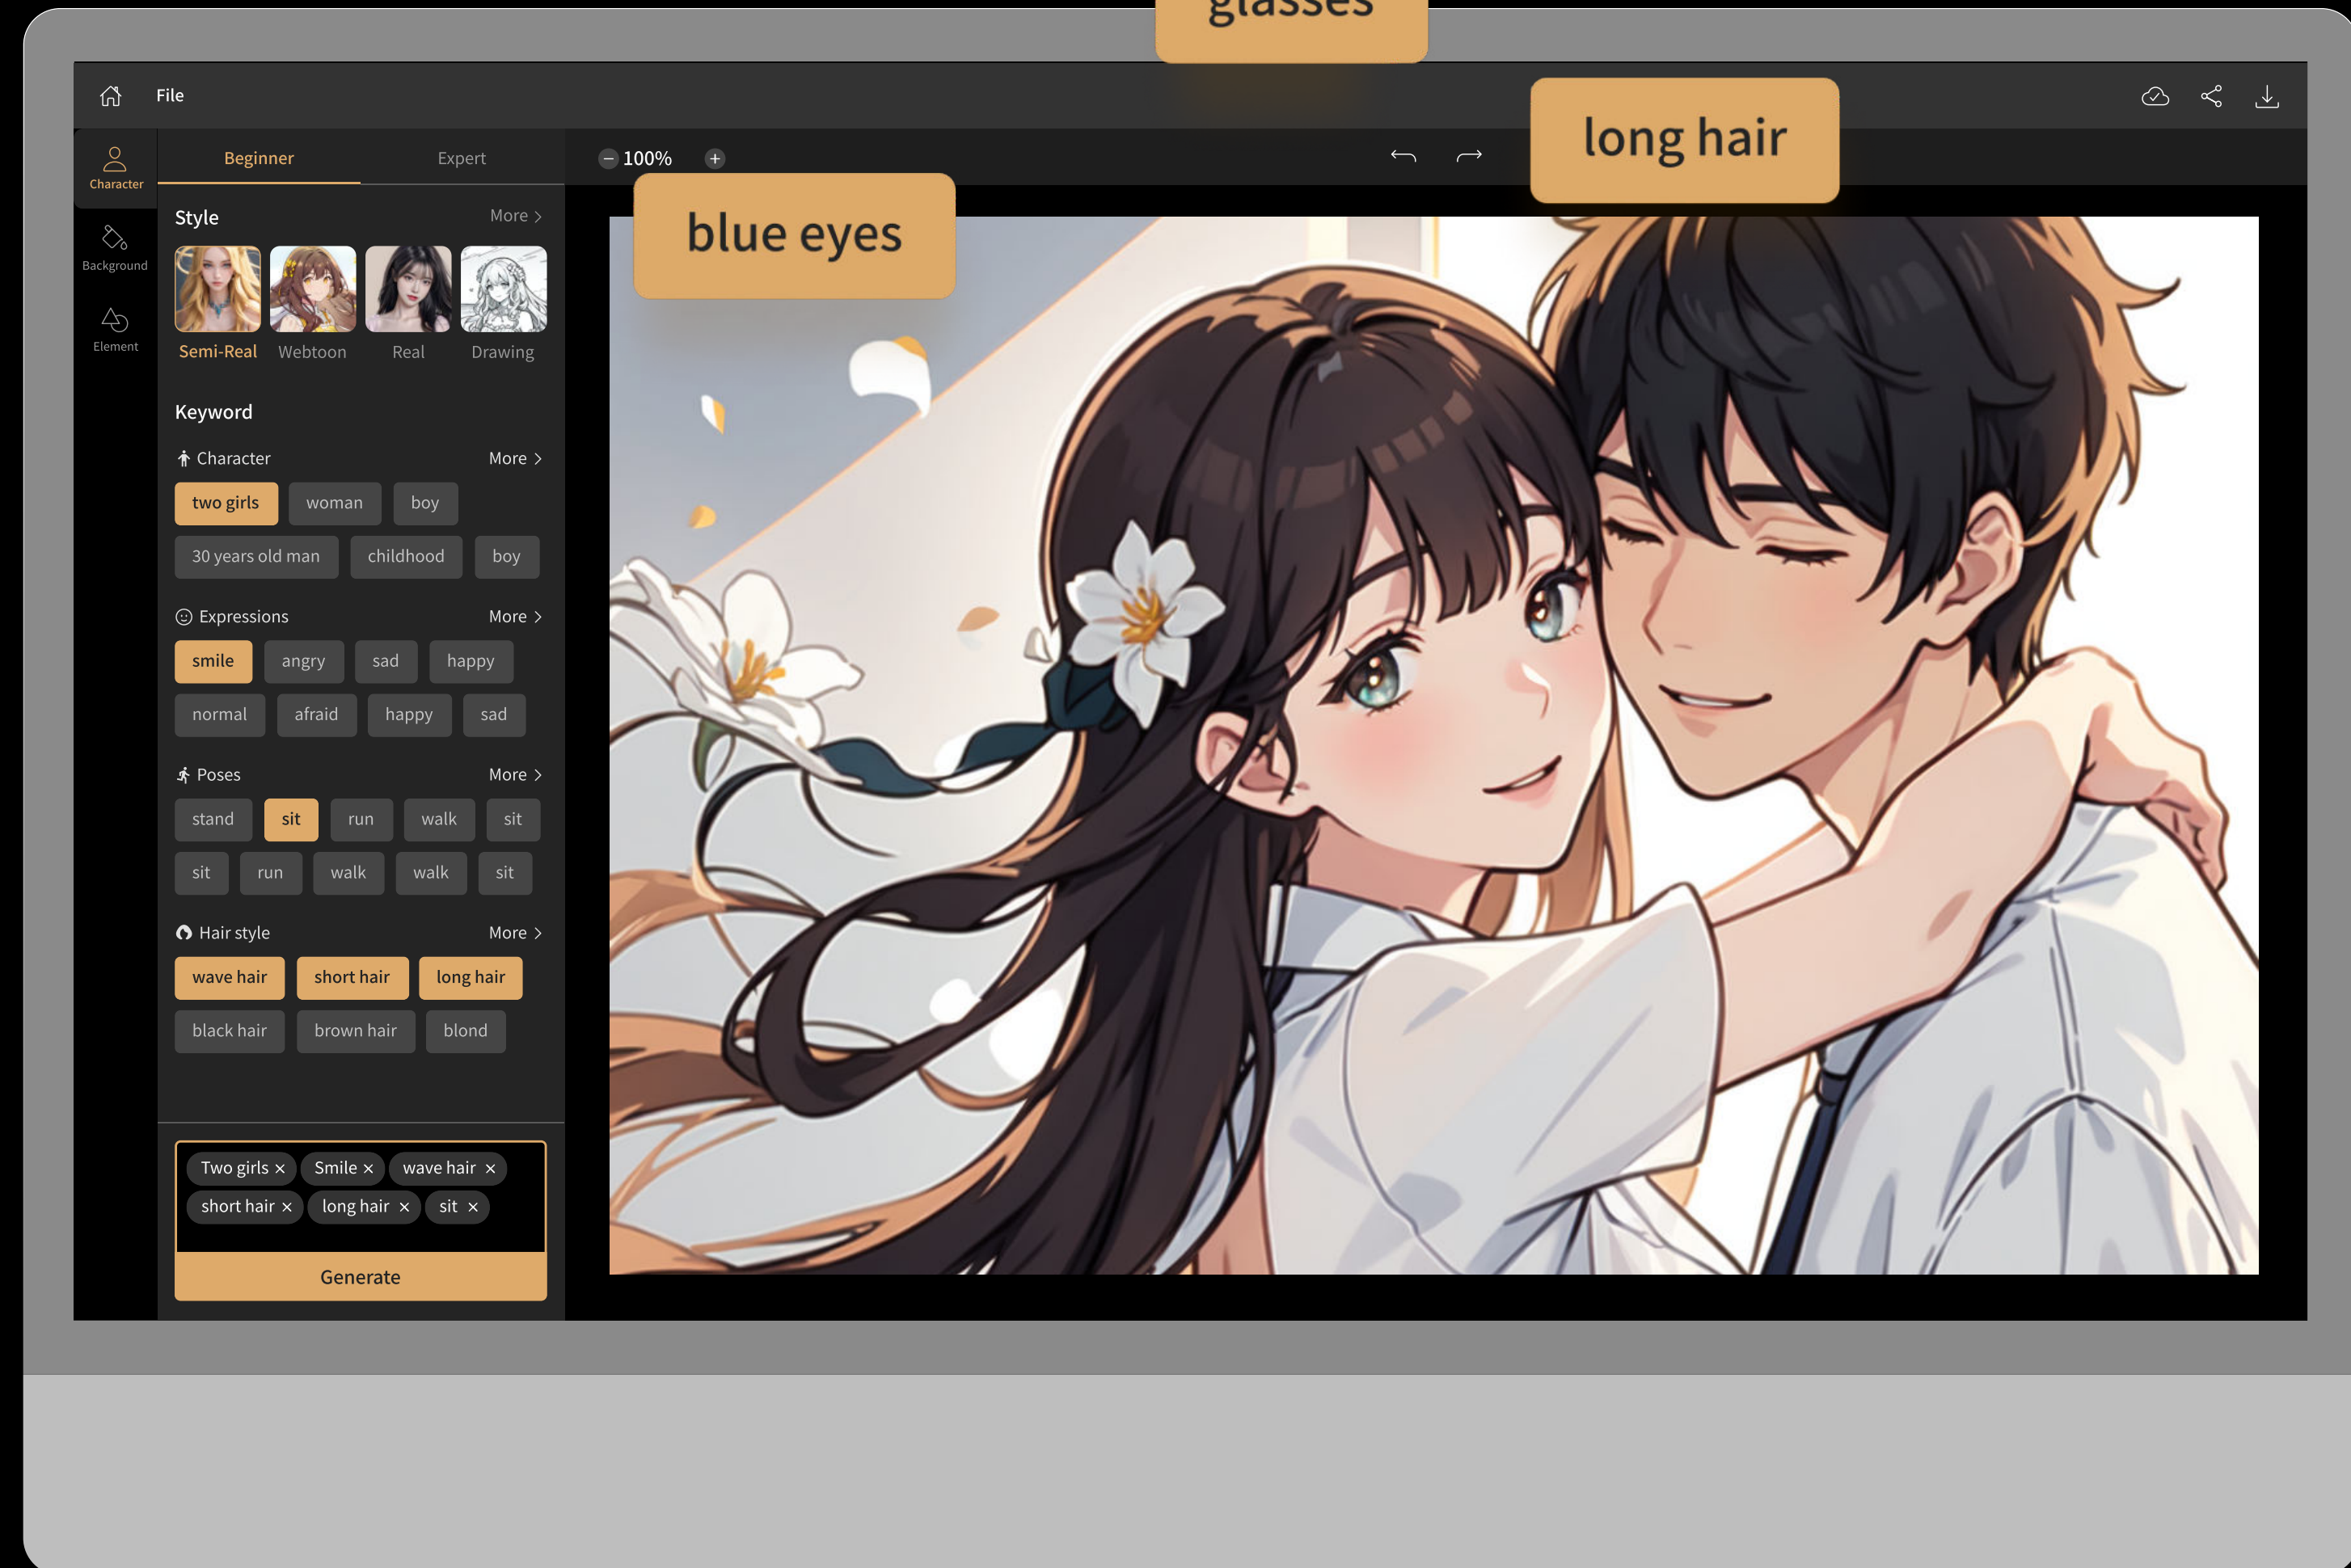 glasses
long hair
File
Character
Background
Element
Beginner Expert
100%
blue eyes
Style More
Semi-Real Webtoon Real Drawing
Keyword
Character More
two girls woman boy
30 years old man childhood boy
Expressions More
smile angry sad happy
normal afraid happy sad
Poses More
stand sit run walk sit
sit run walk walk sit
Hair style More
wave hair short hair long hair
black hair brown hair blond
Two girls × Smile × wave hair ×
short hair × long hair × sit ×
Generate